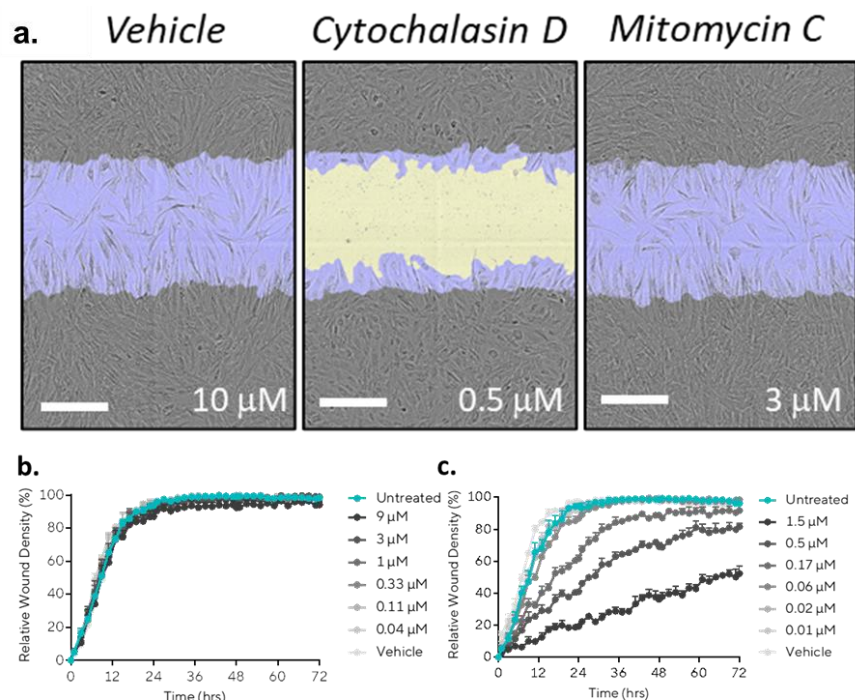 a.
Vehicle
Cytochalasin D
Mitomycin C
10 µM
0.5 µM
3 µM
b.
Relative Wound Density (%)
100
80
60
40
20
0
0 12 24 36 48 60 72
Time (hrs)
Untreated
9 µM
3 µM
1 µM
0.33 µM
0.11 µM
0.04 µM
Vehicle
c.
Relative Wound Density (%)
100
80
60
40
20
0
0 12 24 36 48 60 72
Time (hrs)
Untreated
1.5 µM
0.5 µM
0.17 µM
0.06 µM
0.02 µM
0.01 µM
Vehicle